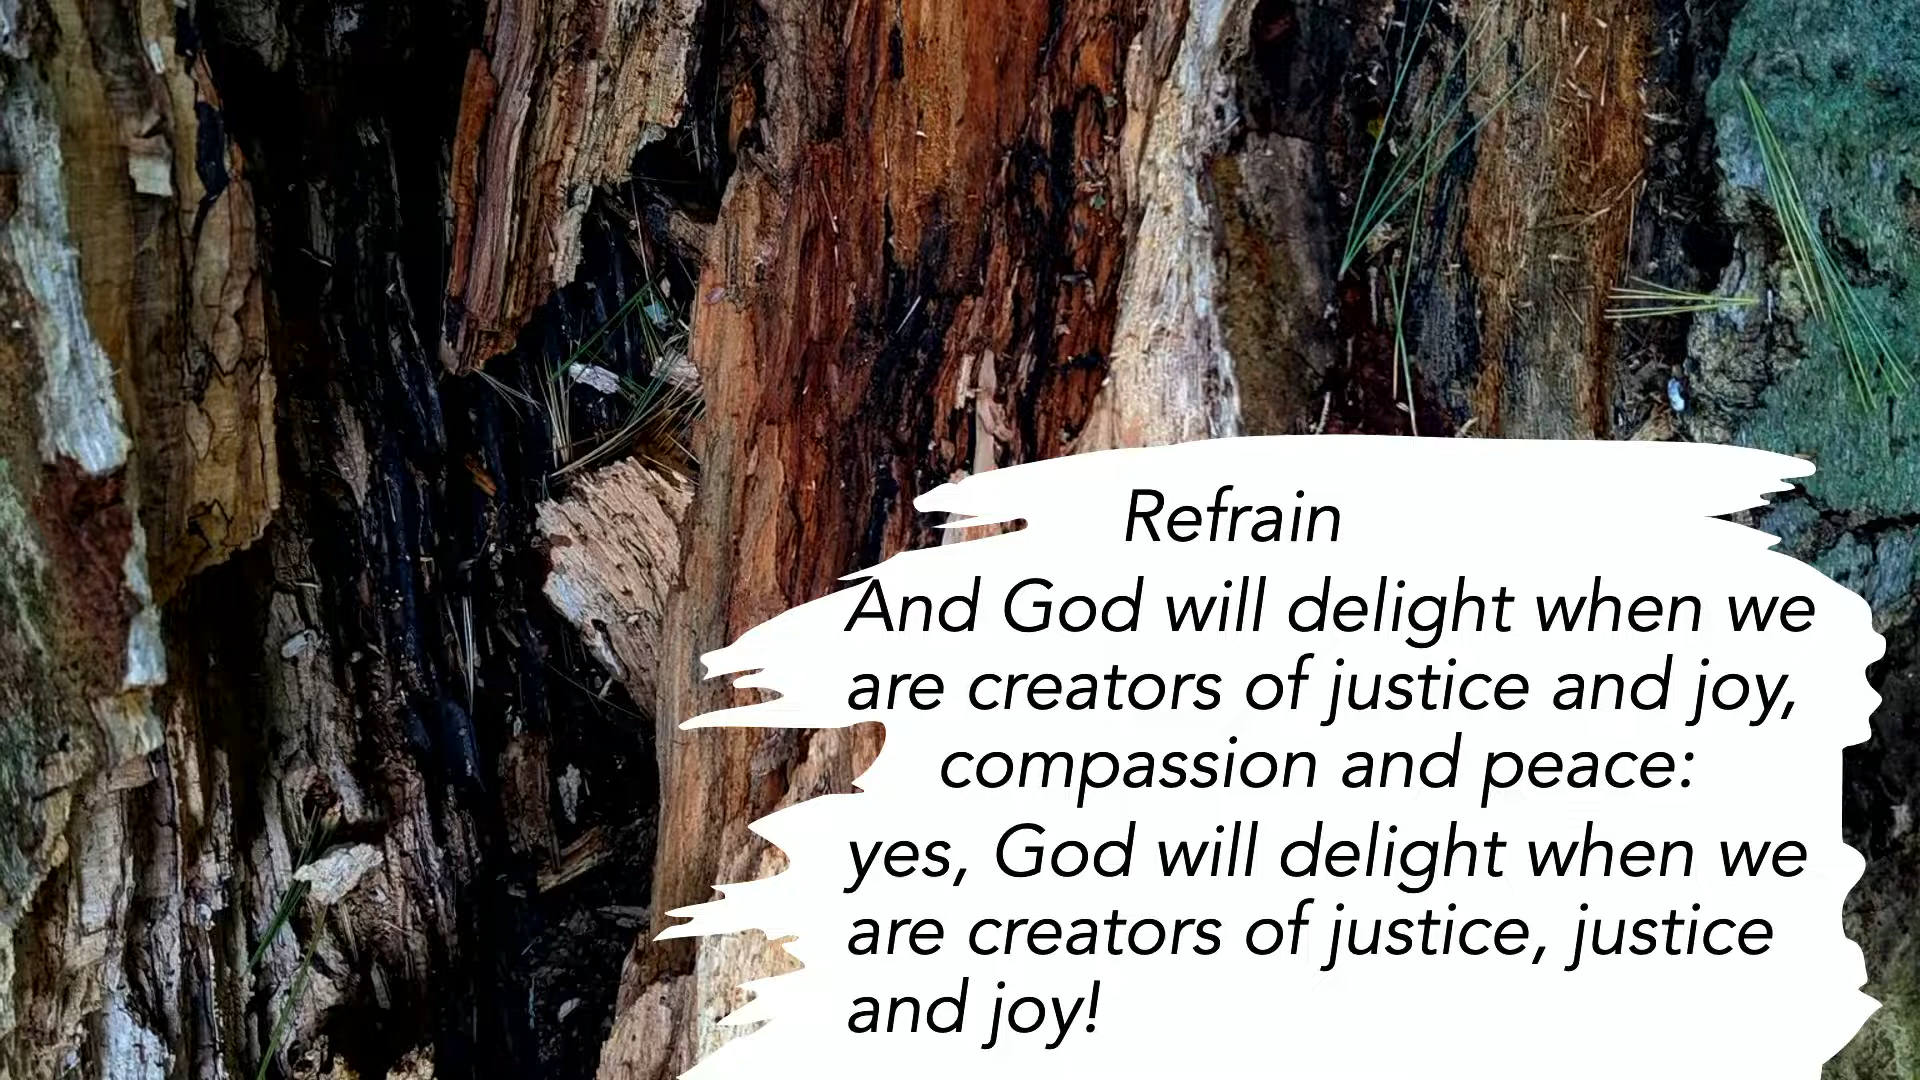 Refrain
And God will delight when we
are creators of justice and joy,
compassion and peace:
yes, God will delight when we
are creators of justice, justice
and joy!